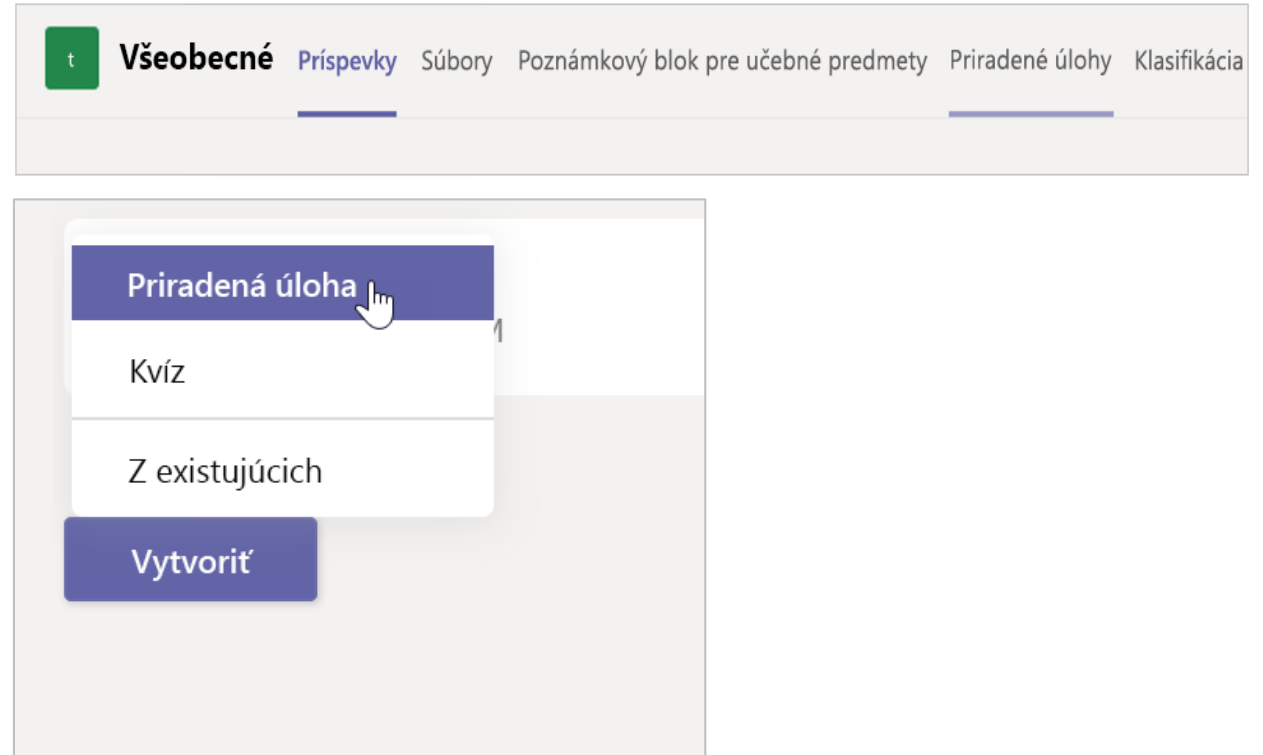 t Všeobecné Príspevky Súbory Poznámkový blok pre učebné predmety Priradené úlohy Klasifikácia
Priradená úloha
Kvíz
Z existujúcich
Vytvoriť